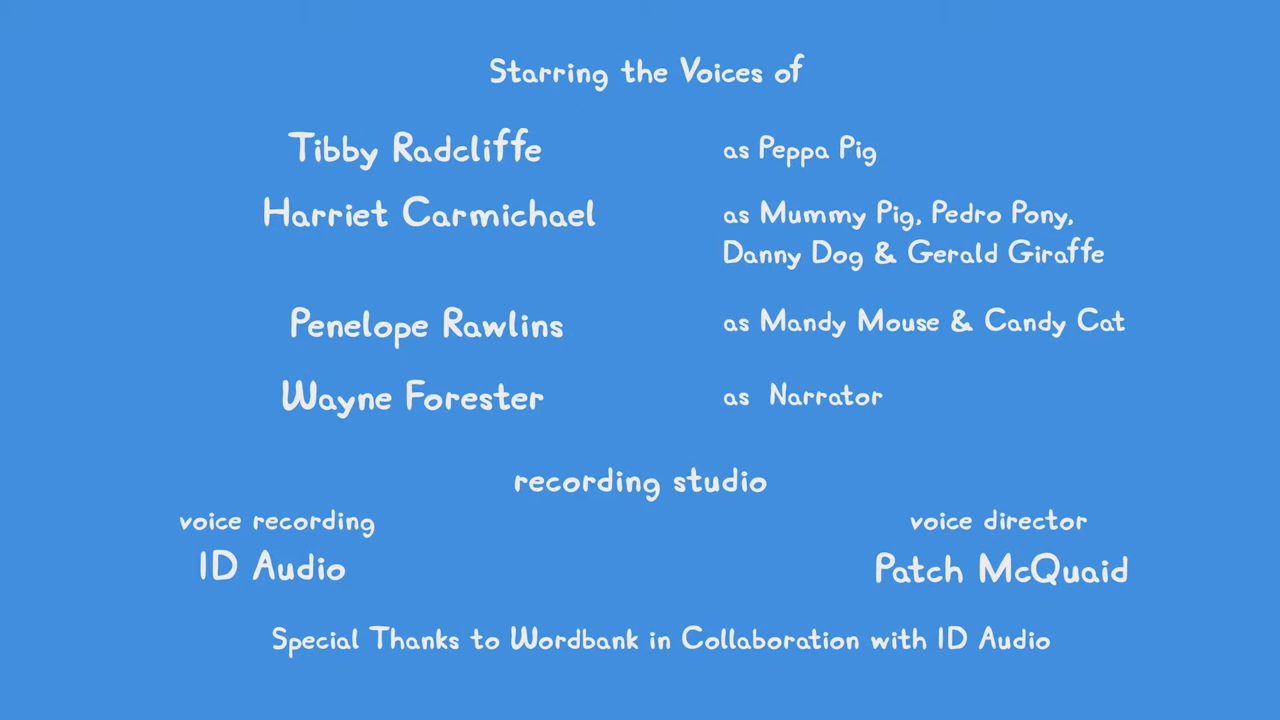 Starring the Voices of
Tibby Radcliffe as Peppa Pig
Harriet Carmichael as Mummy Pig, Pedro Pony,
Danny Dog & Gerald Giraffe
Penelope Rawlins as Mandy Mouse & Candy Cat
Wayne Forester as Narrator
recording studio
voice recording voice director
ID Audio Patch McQuaid
Special Thanks to Wordbank in Collaboration with ID Audio